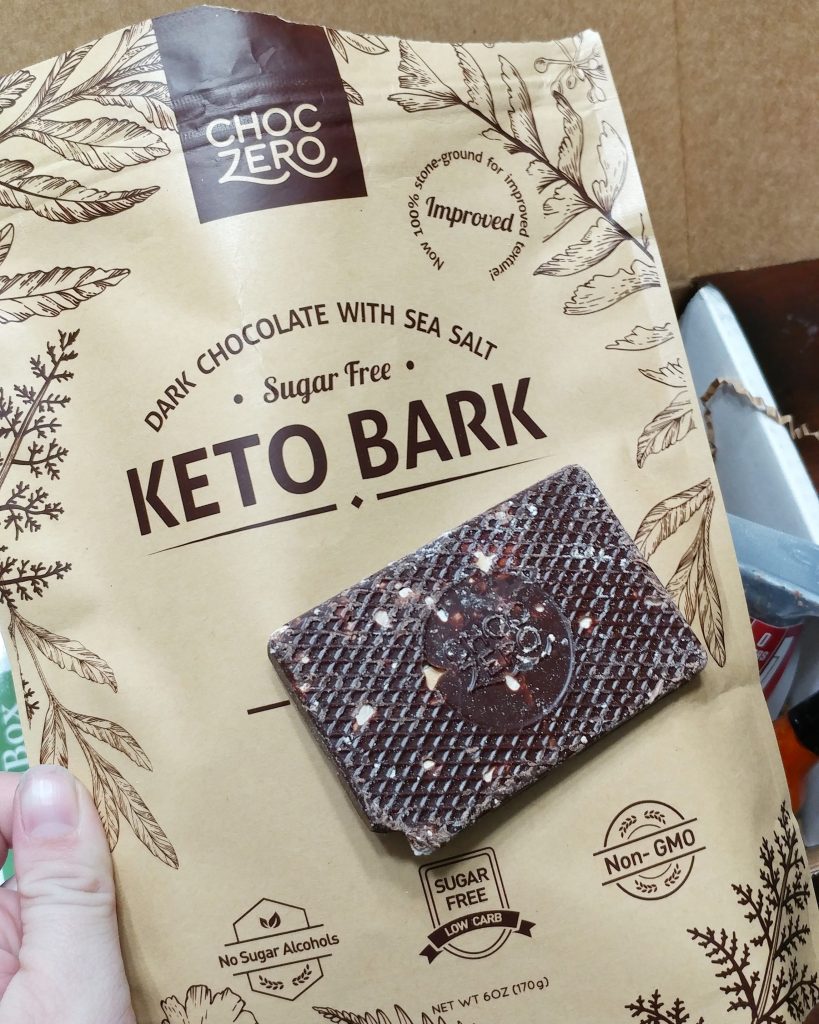 CHOC
ZERO
Now 100% stone-ground for improved texture!
Improved
DARK CHOCOLATE WITH SEA SALT
• Sugar Free •
KETO BARK
No Sugar Alcohols
SUGAR
FREE
LOW CARB
Non-GMO
NET WT 6OZ (170g)
Box